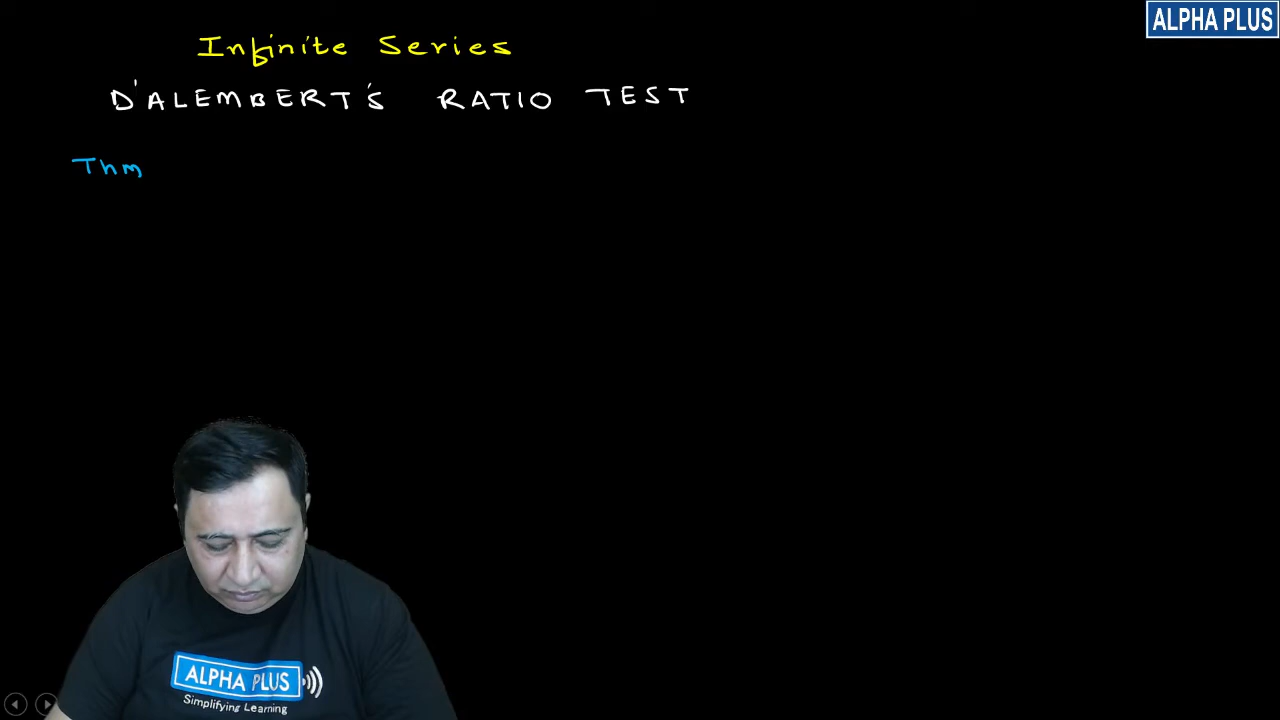 ALPHA PLUS
Infinite Series
D'ALEMBERT'S RATIO TEST
Thm
ALPHA PLUS
Simplifying Learning